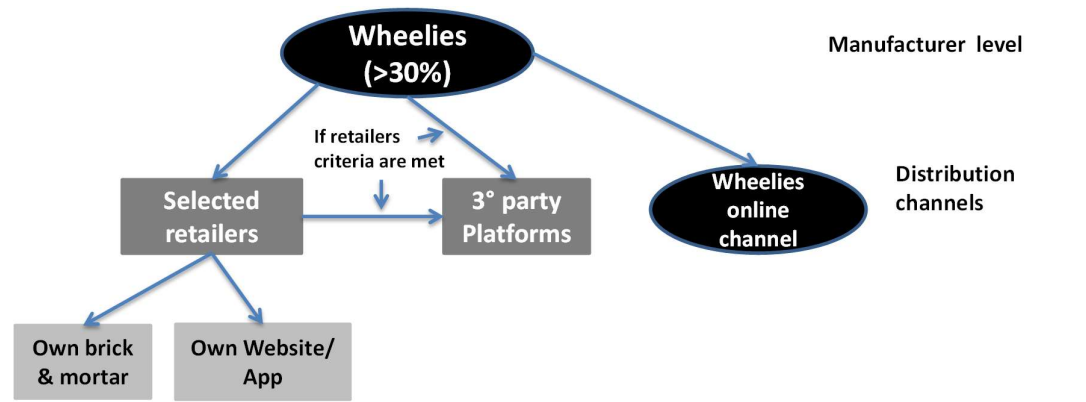 Wheelies
(>30%)
Manufacturer level
If retailers
criteria are met
Selected
retailers
3° party
Platforms
Wheelies
online
channel
Distribution
channels
Own brick
& mortar
Own Website/
App